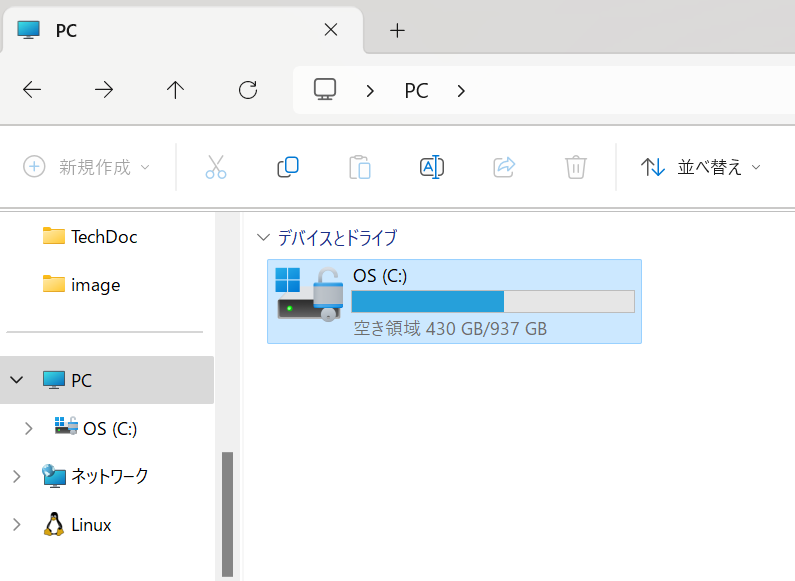 PC
PC
新規作成
並べ替え
TechDoc
image
PC
OS (C:)
ネットワーク
Linux
デバイスとドライブ
OS (C:)
空き領域 430 GB/937 GB